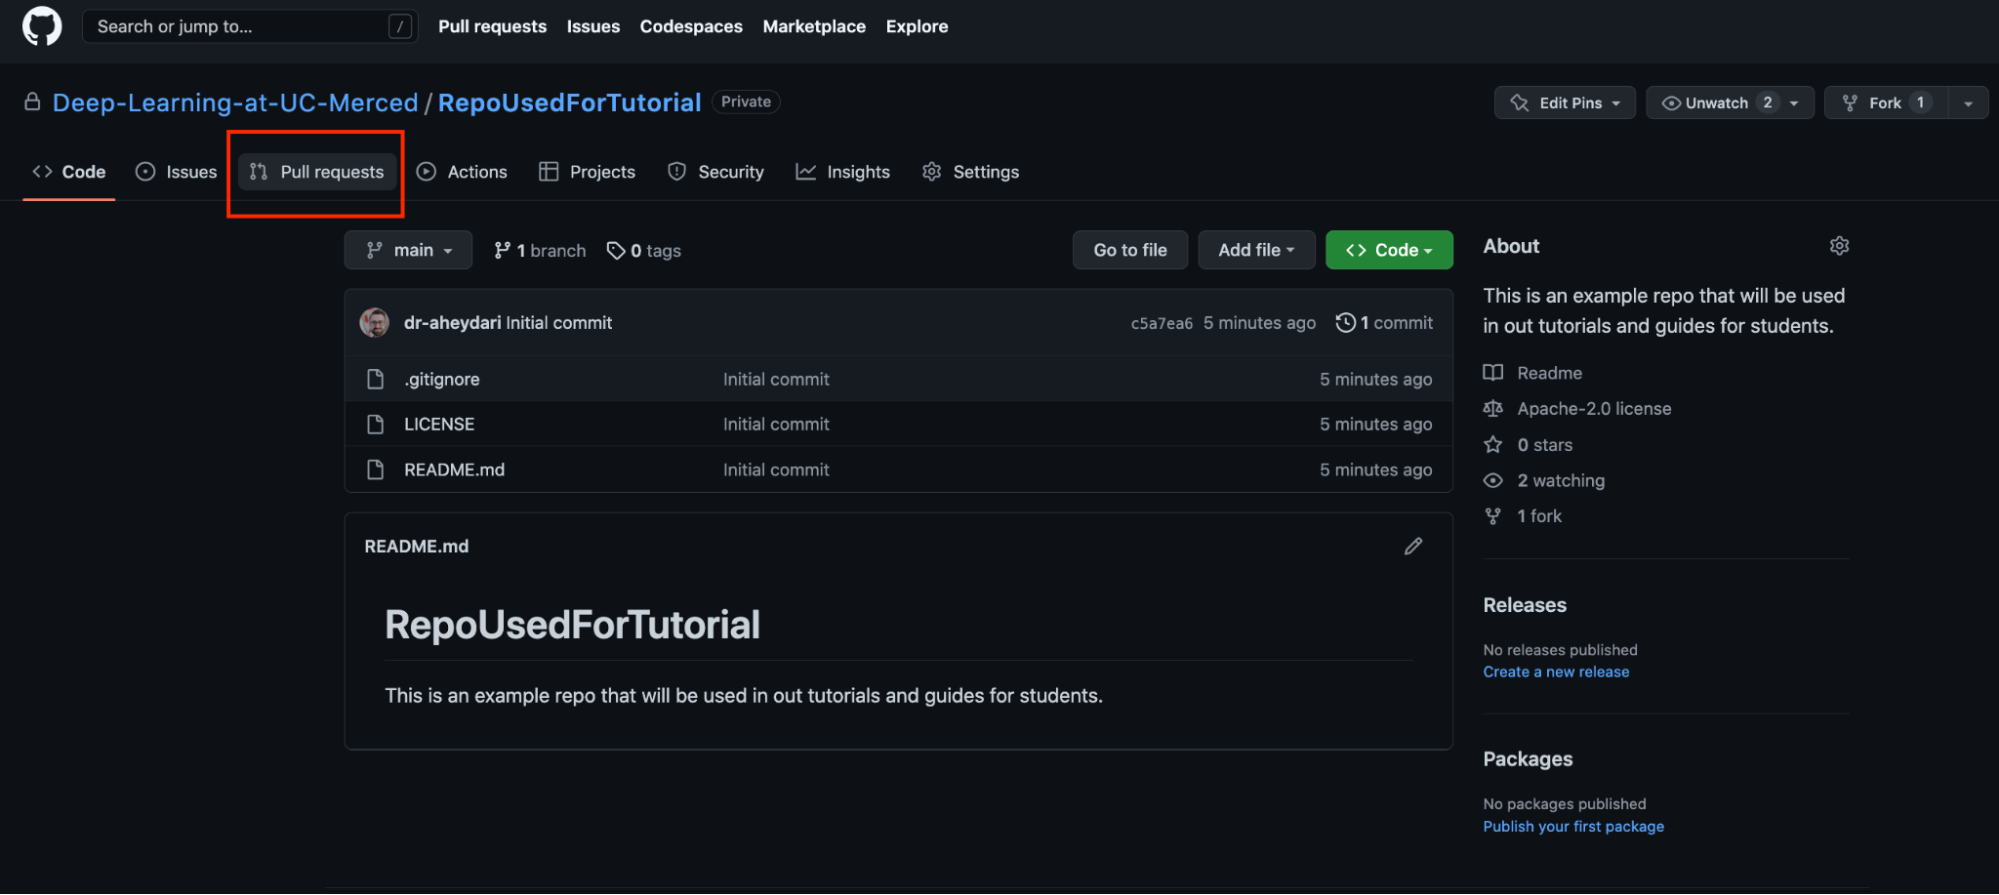 Search or jump to... / Pull requests Issues Codespaces Marketplace Explore
Deep-Learning-at-UC-Merced / RepoUsedForTutorial Private Edit Pins Unwatch 2 Fork 1
Code Issues Pull requests Actions Projects Security Insights Settings
main 1 branch 0 tags Go to file Add file Code
dr-aheydari Initial commit c5a7ea6 5 minutes ago 1 commit
.gitignore Initial commit 5 minutes ago
LICENSE Initial commit 5 minutes ago
README.md Initial commit 5 minutes ago
README.md
RepoUsedForTutorial
This is an example repo that will be used in out tutorials and guides for students.
About
This is an example repo that will be used
in out tutorials and guides for students.
Readme
Apache-2.0 license
0 stars
2 watching
1 fork
Releases
No releases published
Create a new release
Packages
No packages published
Publish your first package